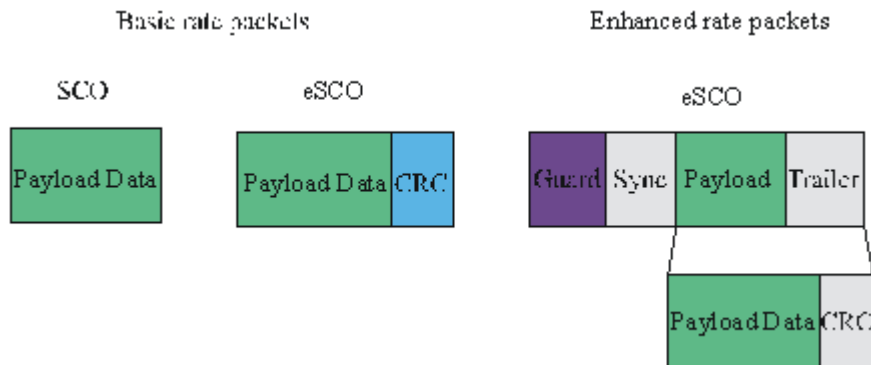 Basic rate packets
Enhanced rate packets
SCO
eSCO
eSCO
Payload Data
Payload Data CRC
Guard Sync Payload Trailer
Payload Data CRC